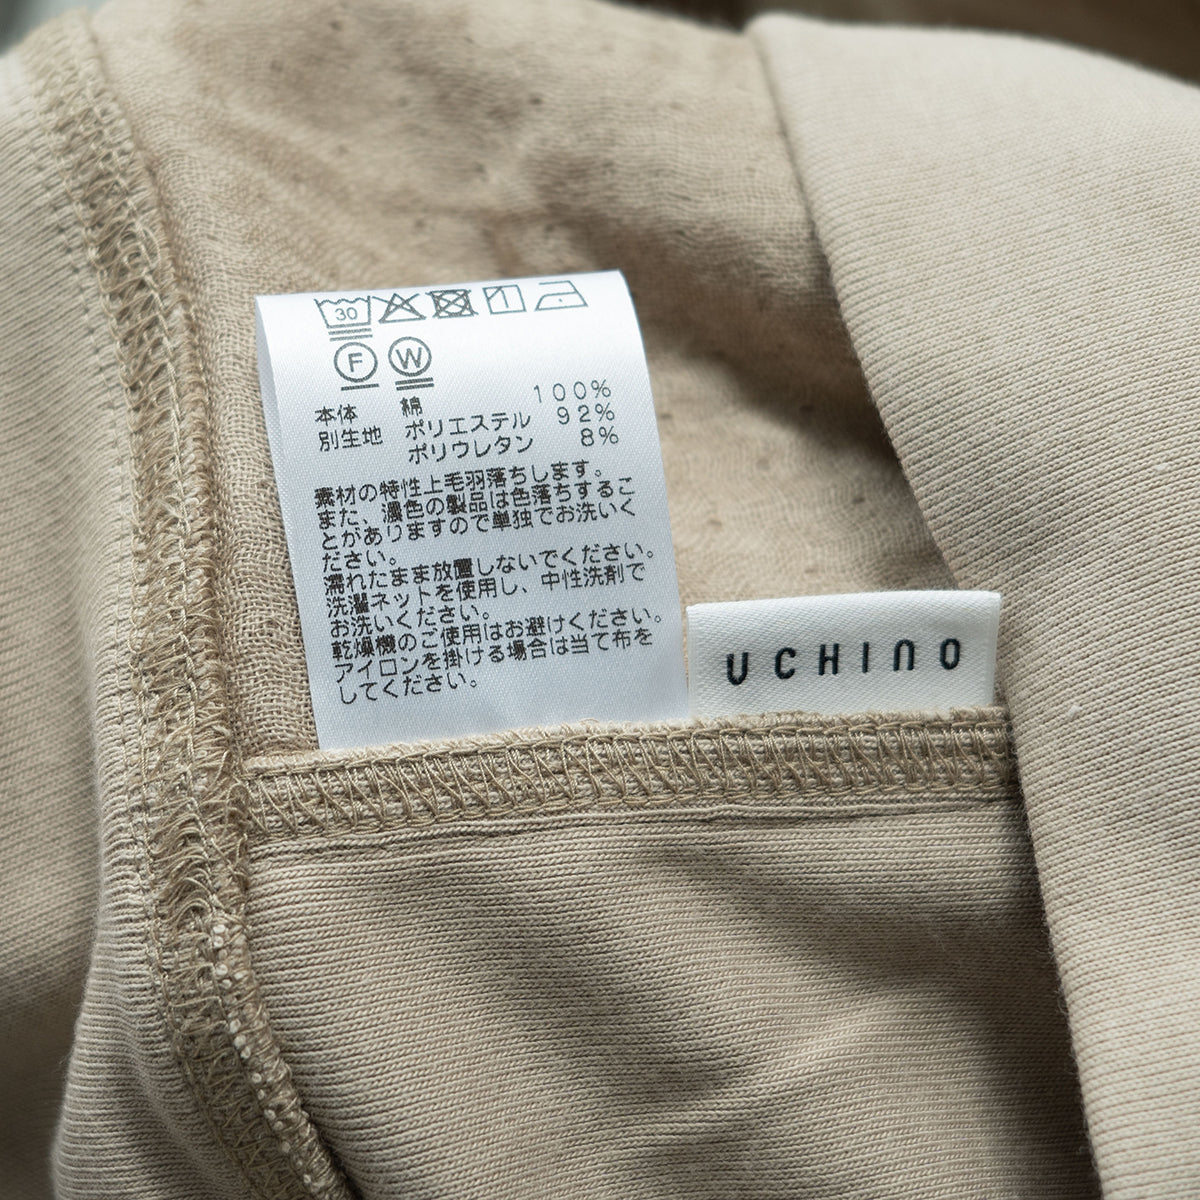 30
F W
本体 綿 100%
別生地 ポリエステル 92%
ポリウレタン 8%
素材の特性上毛羽落ちします。
また、濃色の製品は色落ちするこ
とがありますので単独でお洗いく
ださい。
濡れたまま放置しないでください。
洗濯ネットを使用し、中性洗剤で
お洗いください。
乾燥機のご使用はお避けください。
アイロンを掛ける場合は当て布を
してください。
UCHINO